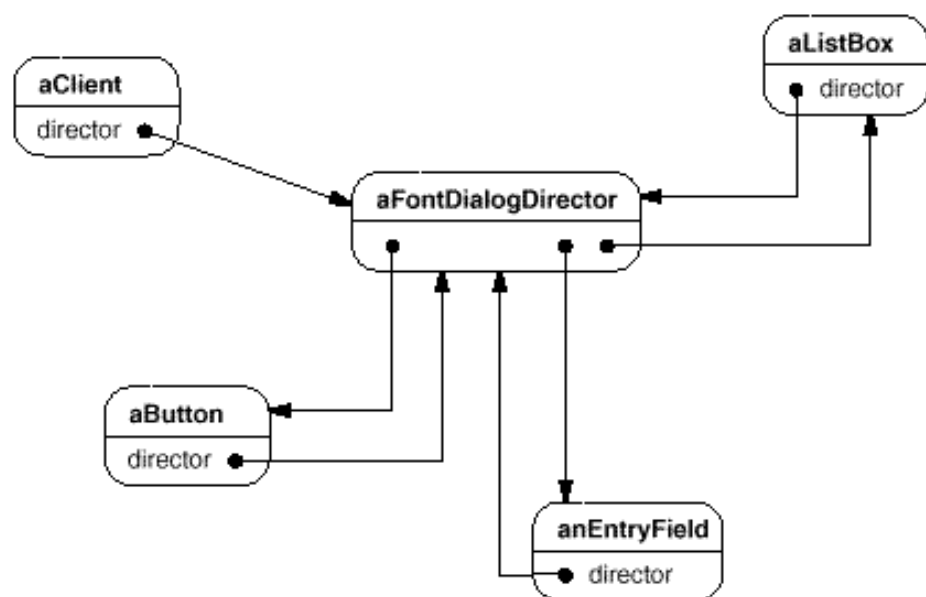 aListBox
director
aClient
director
aFontDialogDirector
aButton
director
anEntryField
director